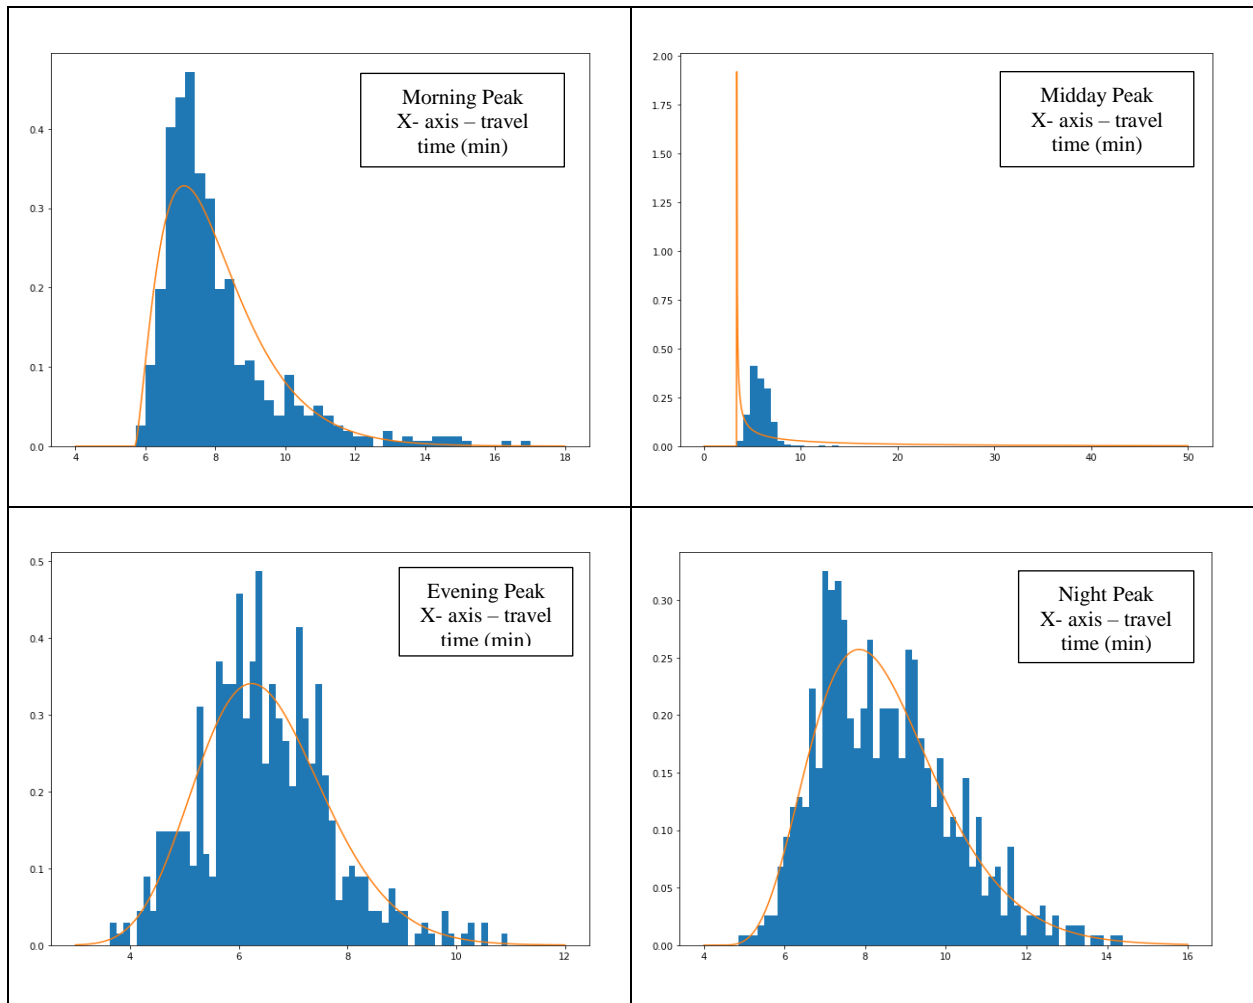 Morning Peak
X- axis – travel
time (min)
0.4
0.3
0.2
0.1
0.0
4 6 8 10 12 14 16 18
Midday Peak
X- axis – travel
time (min)
2.00
1.75
1.50
1.25
1.00
0.75
0.50
0.25
0.00
0 10 20 30 40 50
Evening Peak
X- axis – travel
time (min)
0.5
0.4
0.3
0.2
0.1
0.0
4 6 8 10 12
Night Peak
X- axis – travel
time (min)
0.30
0.25
0.20
0.15
0.10
0.05
0.00
4 6 8 10 12 14 16